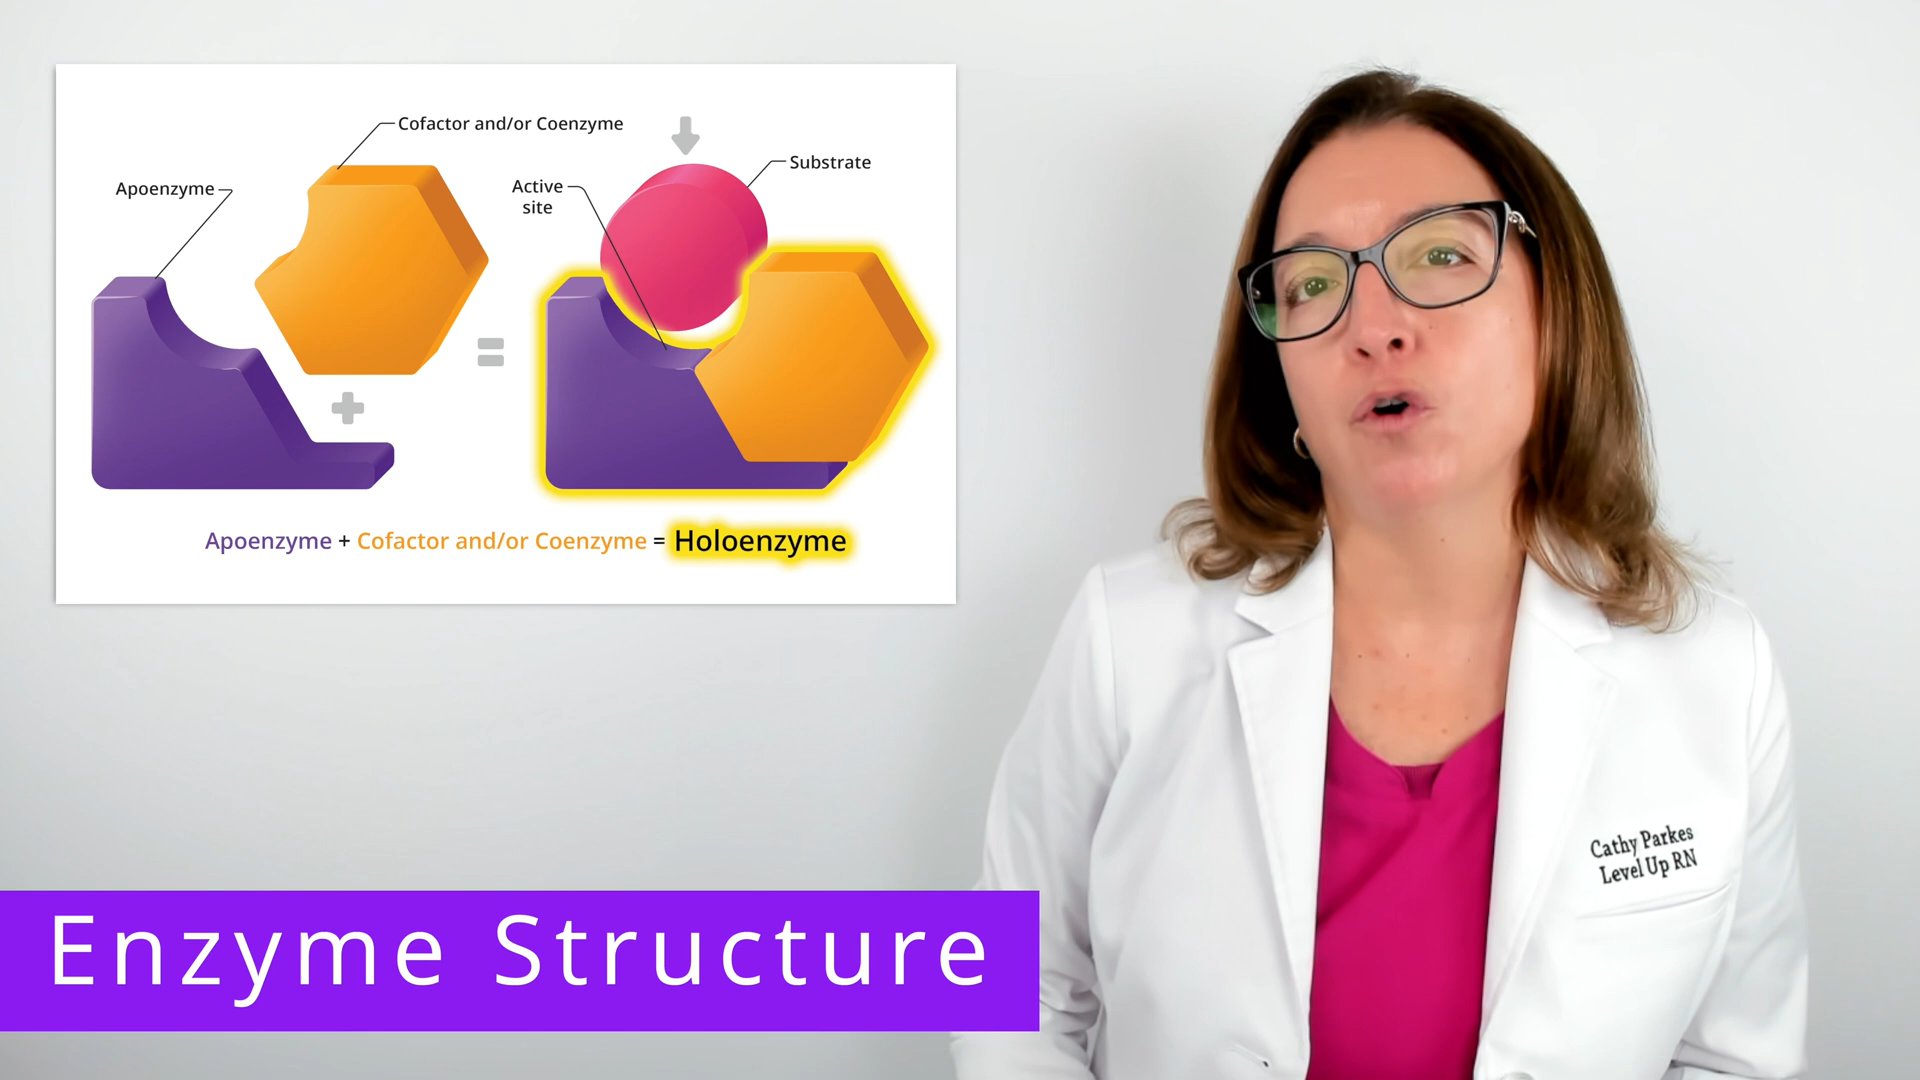 Cofactor and/or Coenzyme
Substrate
Apoenzyme
Active
site
Apoenzyme + Cofactor and/or Coenzyme = Holoenzyme
Cathy Parkes
Level Up RN
Enzyme Structure